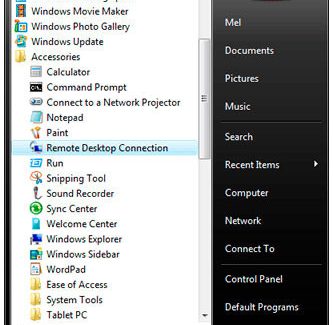 Windows Movie Maker
Windows Photo Gallery
Windows Update
Accessories
Calculator
Command Prompt
Connect to a Network Projector
Notepad
Paint
Remote Desktop Connection
Run
Snipping Tool
Sound Recorder
Sync Center
Welcome Center
Windows Explorer
Windows Sidebar
WordPad
Ease of Access
System Tools
Tablet PC
Mel
Documents
Pictures
Music
Search
Recent Items
Computer
Network
Connect To
Control Panel
Default Programs